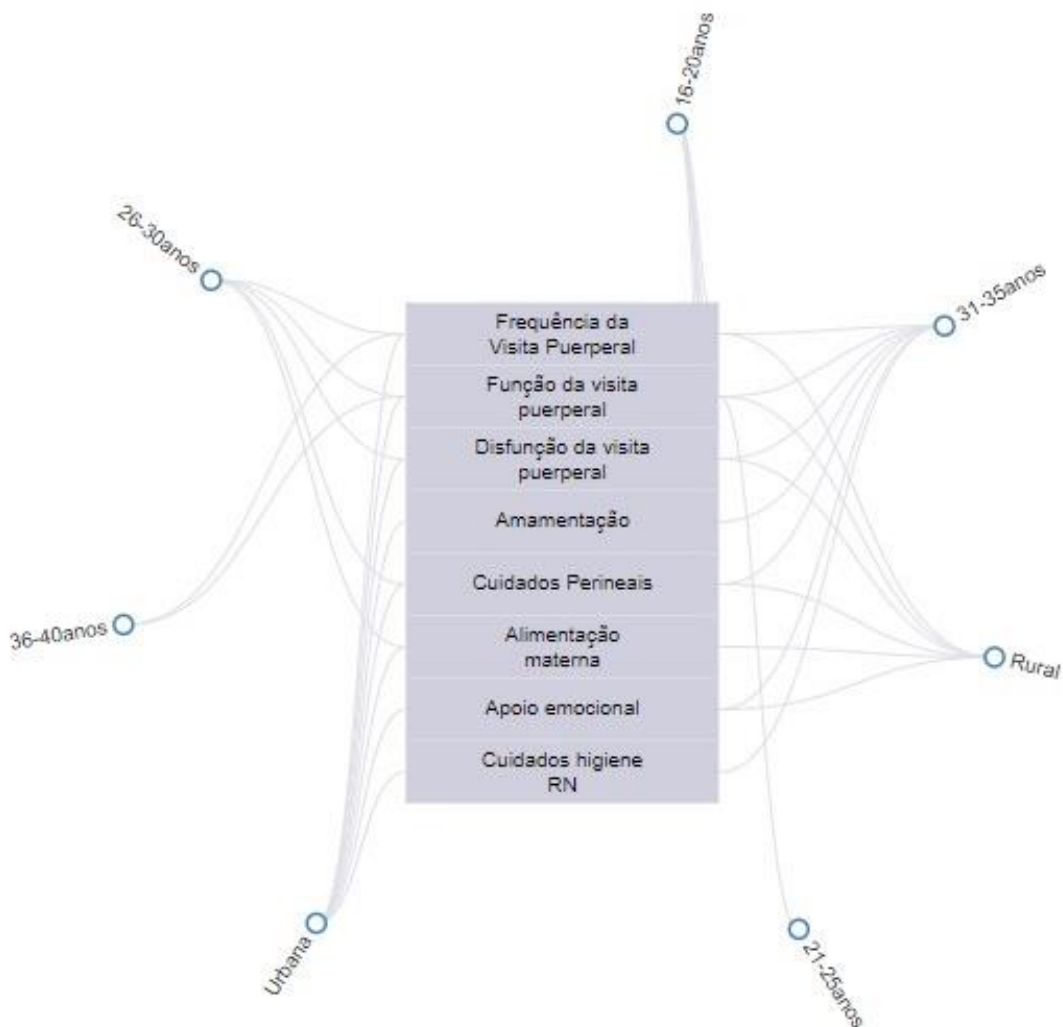 16-20anos
26-30anos
31-35anos
Frequência da
Visita Puerperal
Função da visita
puerperal
Disfunção da visita
puerperal
Amamentação
Cuidados Perineais
Alimentação
materna
Apoio emocional
Cuidados higiene
RN
36-40anos
Rural
Urbana
21-25anos